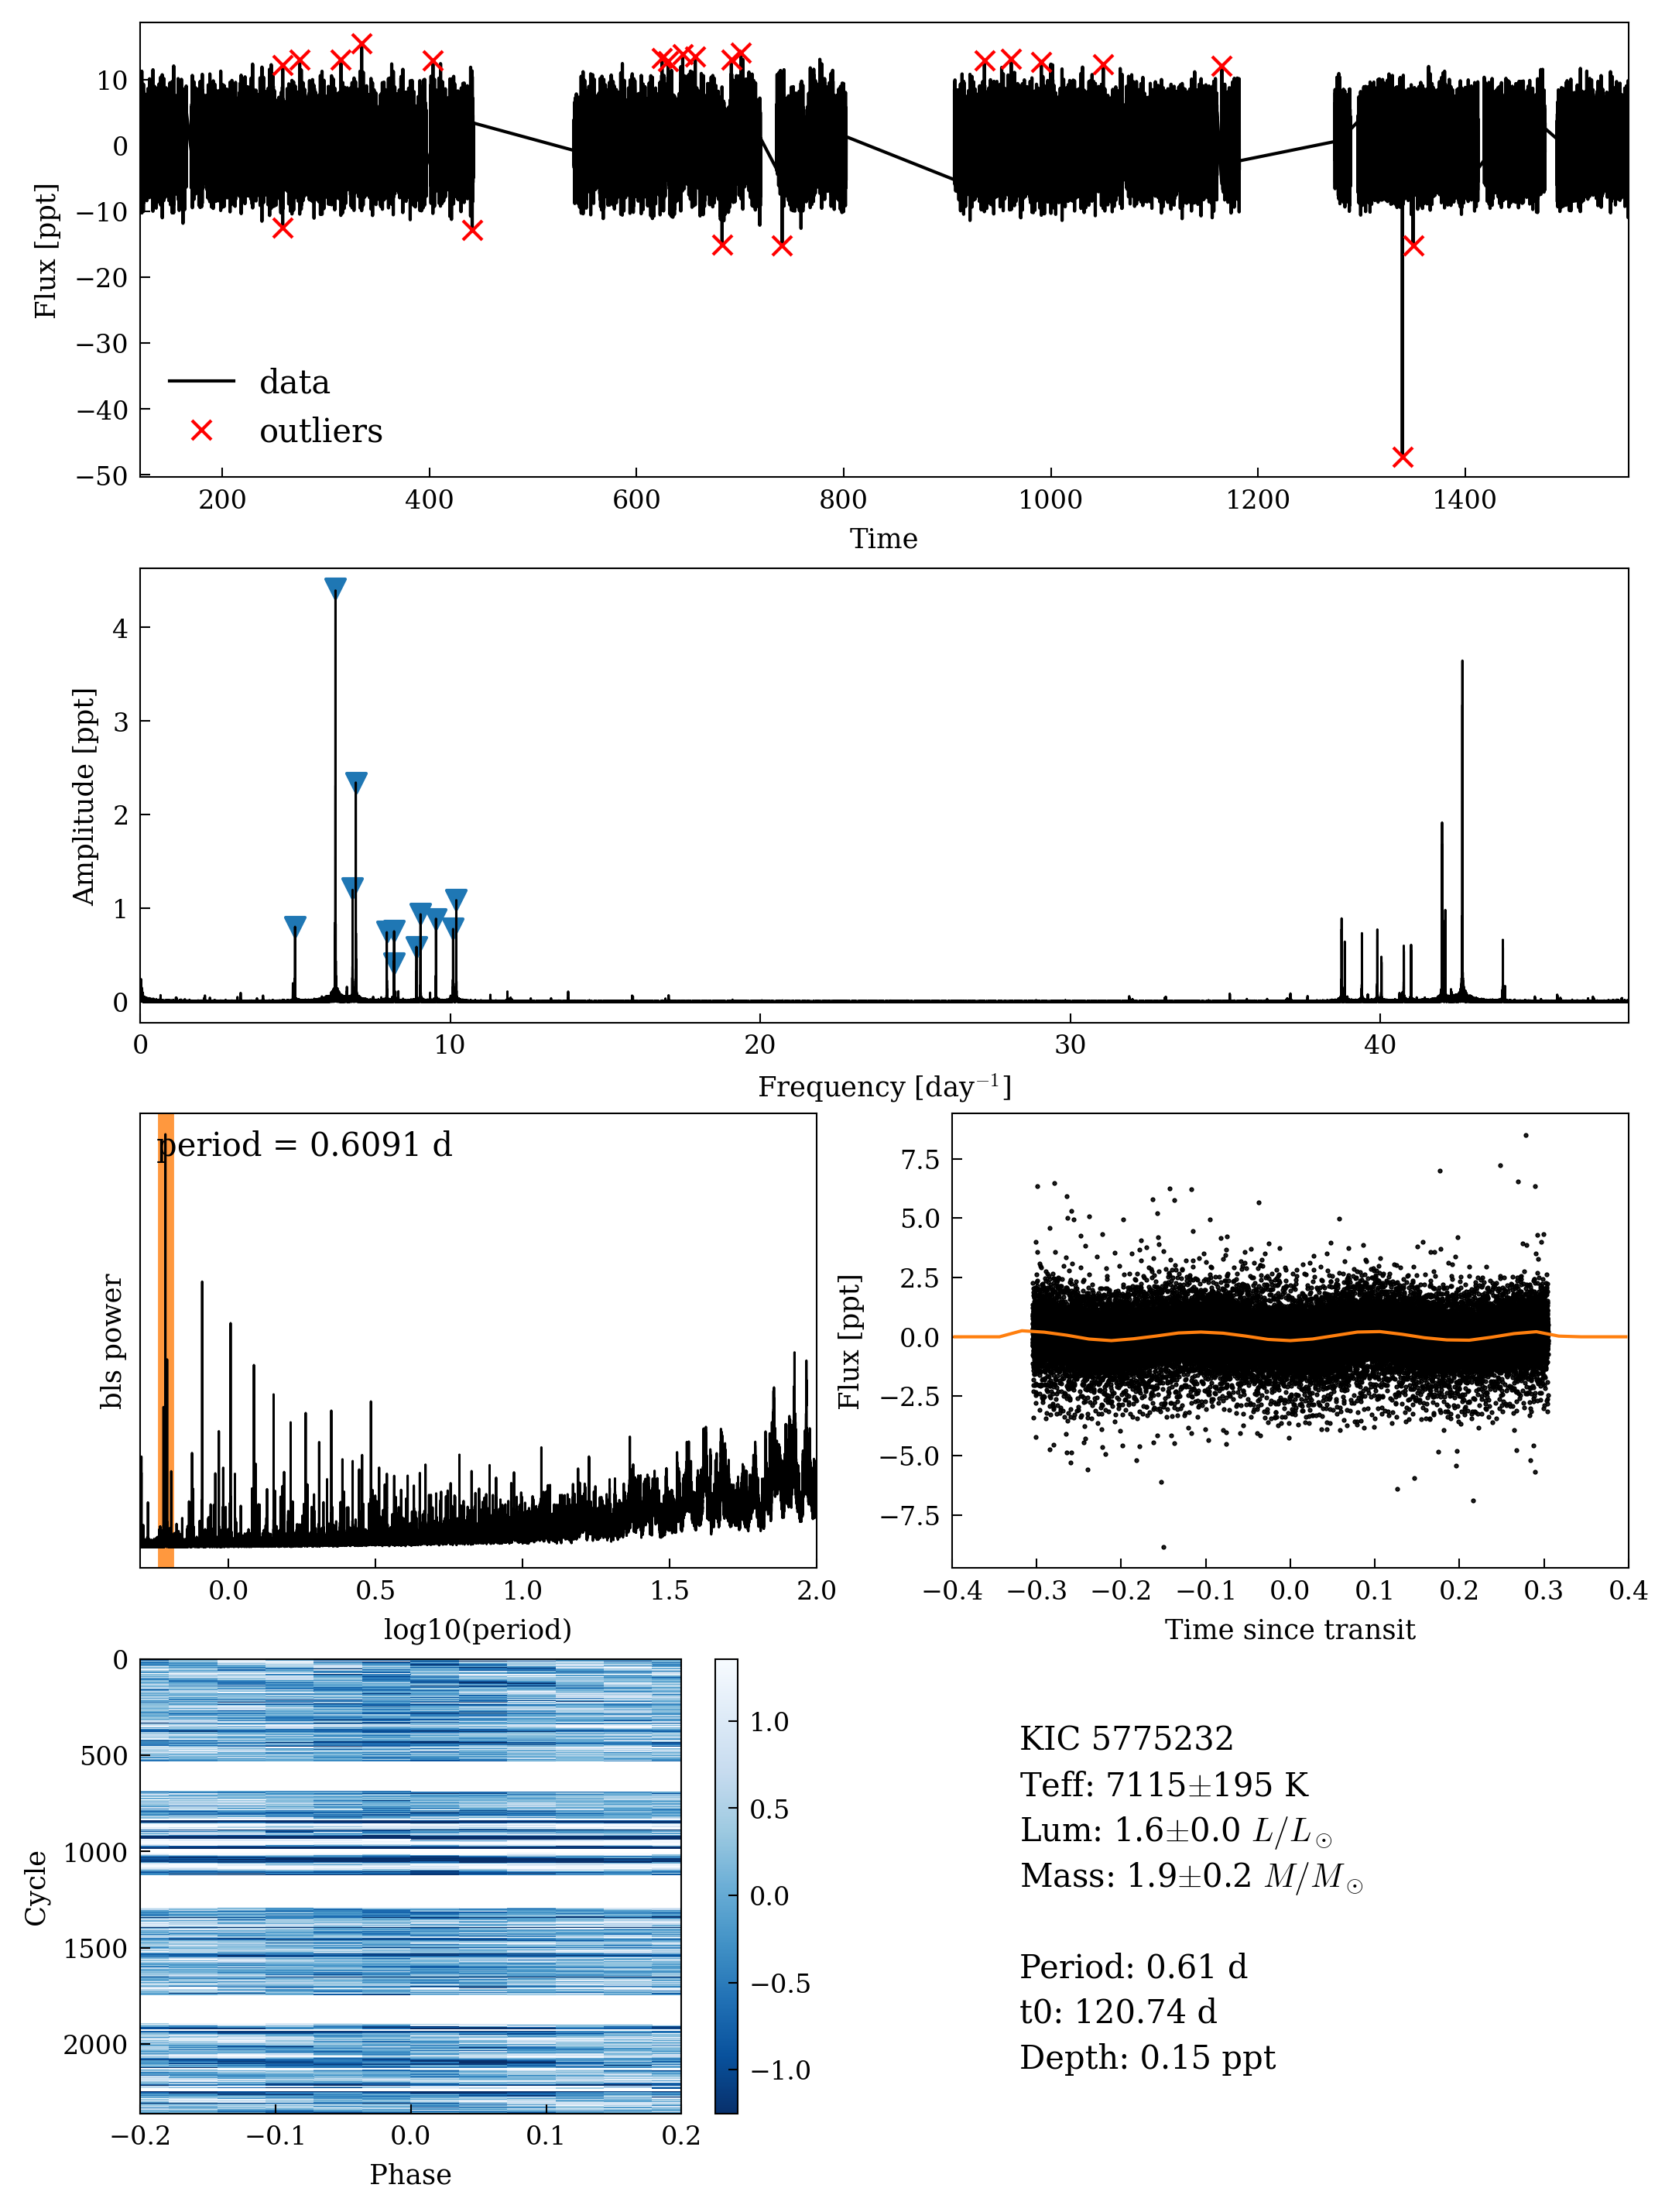 10
0
−10
−20
−30
−40
−50
Flux [ppt]
data
outliers
200 400 600 800 1000 1200 1400
Time
4
3
2
1
0
Amplitude [ppt]
0 10 20 30 40
Frequency [day⁻¹]
period = 0.6091 d
bls power
0.0 0.5 1.0 1.5 2.0
log10(period)
7.5
5.0
2.5
0.0
−2.5
−5.0
−7.5
Flux [ppt]
−0.4 −0.3 −0.2 −0.1 0.0 0.1 0.2 0.3 0.4
Time since transit
0
500
1000
1500
2000
Cycle
−0.2 −0.1 0.0 0.1 0.2
Phase
1.0
0.5
0.0
−0.5
−1.0
KIC 5775232
Teff: 7115±195 K
Lum: 1.6±0.0 L/L⊙
Mass: 1.9±0.2 M/M⊙
Period: 0.61 d
t0: 120.74 d
Depth: 0.15 ppt